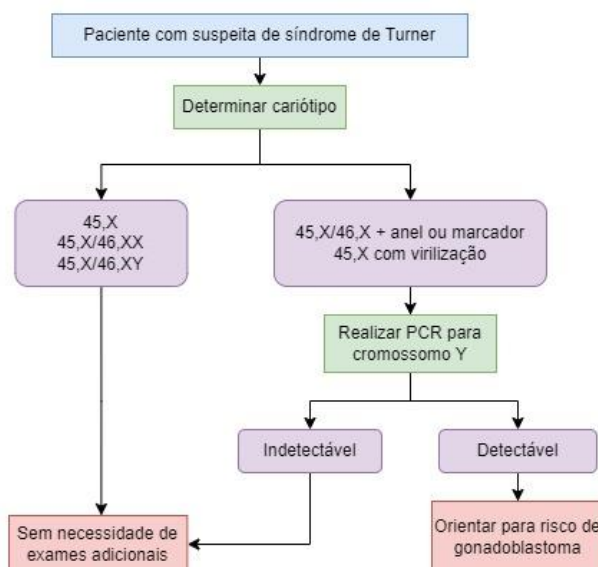 Paciente com suspeita de síndrome de Turner
Determinar cariótipo
45,X
45,X/46,XX
45,X/46,XY
45,X/46,X + anel ou marcador
45,X com virilização
Realizar PCR para
cromossomo Y
Indetectável
Detectável
Sem necessidade de
exames adicionais
Orientar para risco de
gonadoblastoma